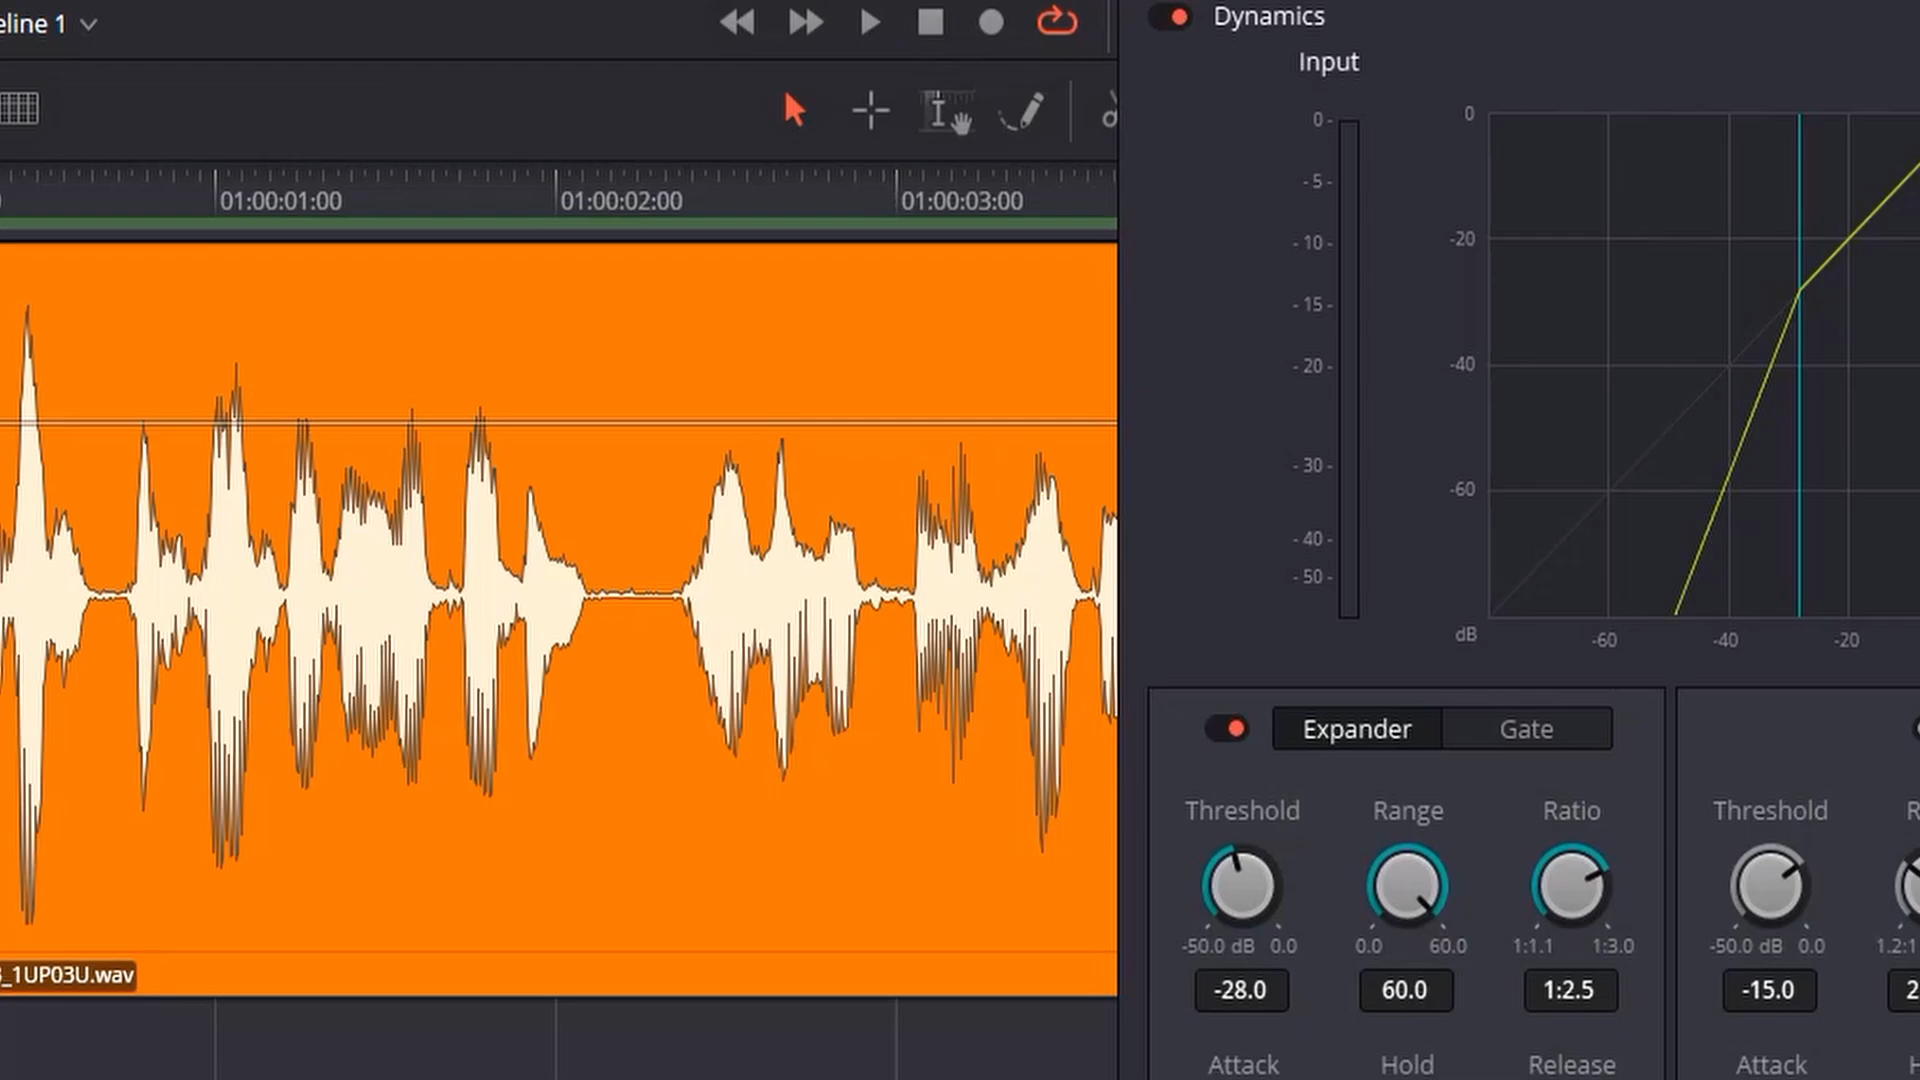 eline 1
Dynamics
Input
01:00:01:00
01:00:02:00
01:00:03:00
0
-5
-10
-15
-20
-30
-40
-50
0
-20
-40
-60
dB
-60
-40
-20
Expander
Gate
Threshold
Range
Ratio
Threshold
R
-50.0 dB
0.0
0.0
60.0
1:1.1
1:3.0
-50.0 dB
0.0
1.2:1
_1UP03U.wav
-28.0
60.0
1:2.5
-15.0
2
Attack
Hold
Release
Attack
H